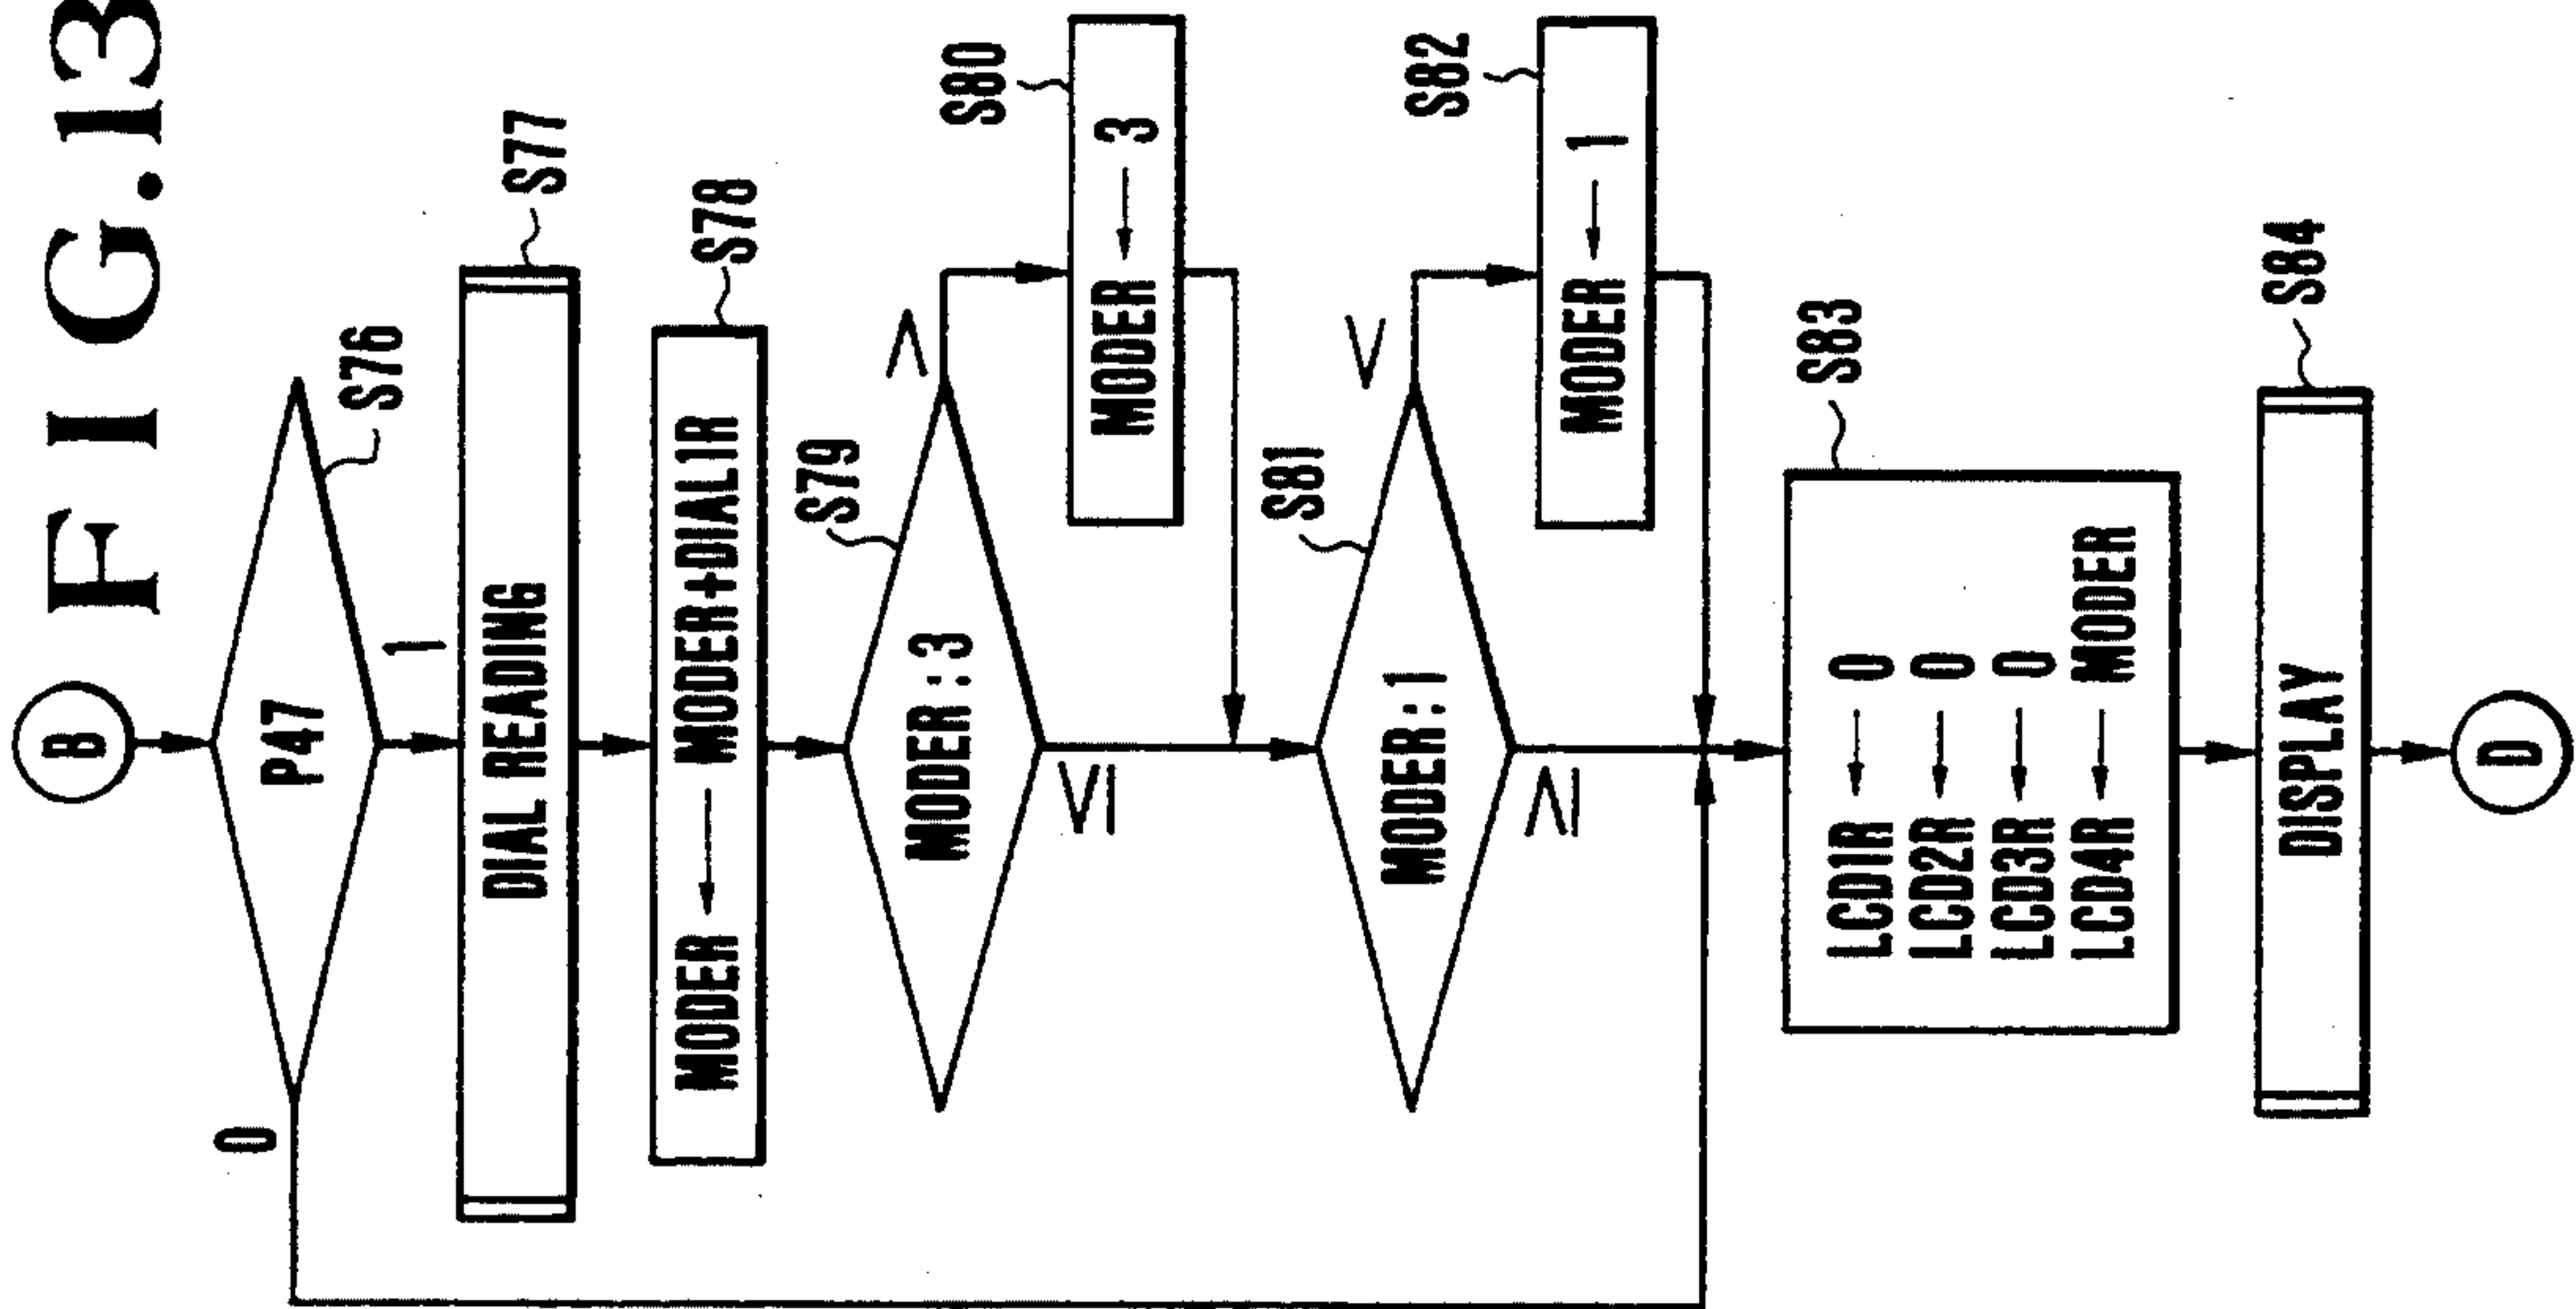 FIG.13
B
P47
S76
0
1
DIAL READING
S77
MODER ← MODER+DIAL1R
S78
S79
MODER:3
>
≤
S80
MODER ← 3
S81
MODER:1
<
≥
S82
MODER ← 1
S83
LCD1R ← 0
LCD2R ← 0
LCD3R ← 0
LCD4R ← MODER
DISPLAY
S84
D